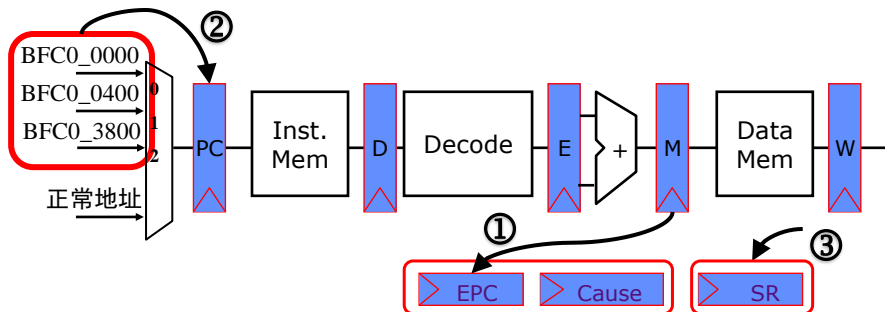 ②
BFC0_0000
BFC0_0400
BFC0_3800
正常地址
0
1
2
PC
Inst.
Mem
D
Decode
E
+
M
Data
Mem
W
①
③
EPC
Cause
SR